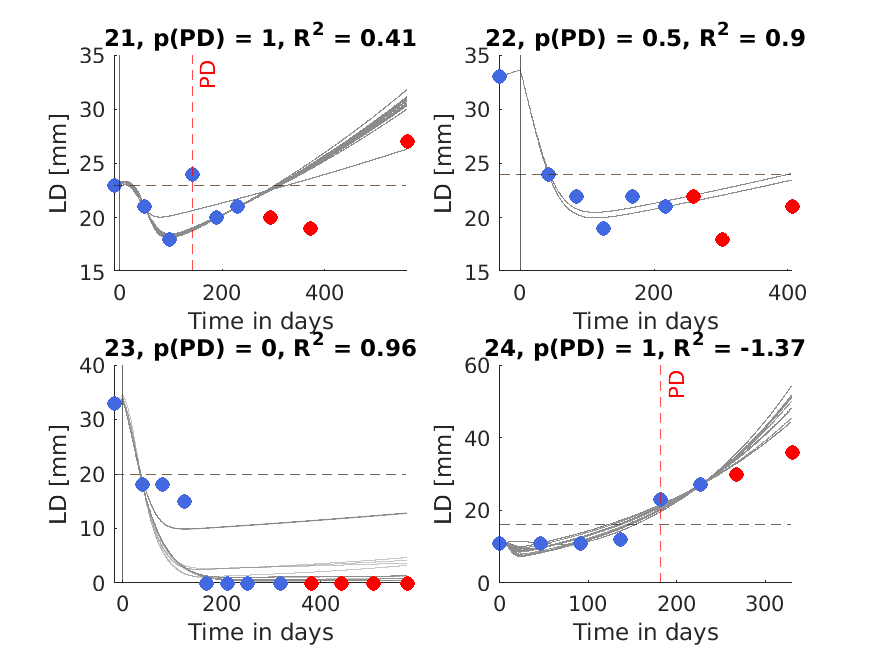 21, p(PD) = 1, R² = 0.41
35
30
25
20
15
LD [mm]
PD
0
200
400
Time in days
22, p(PD) = 0.5, R² = 0.9
35
30
25
20
15
LD [mm]
0
200
400
Time in days
23, p(PD) = 0, R² = 0.96
40
30
20
10
0
LD [mm]
0
200
400
Time in days
24, p(PD) = 1, R² = -1.37
60
40
20
0
LD [mm]
PD
0
100
200
300
Time in days